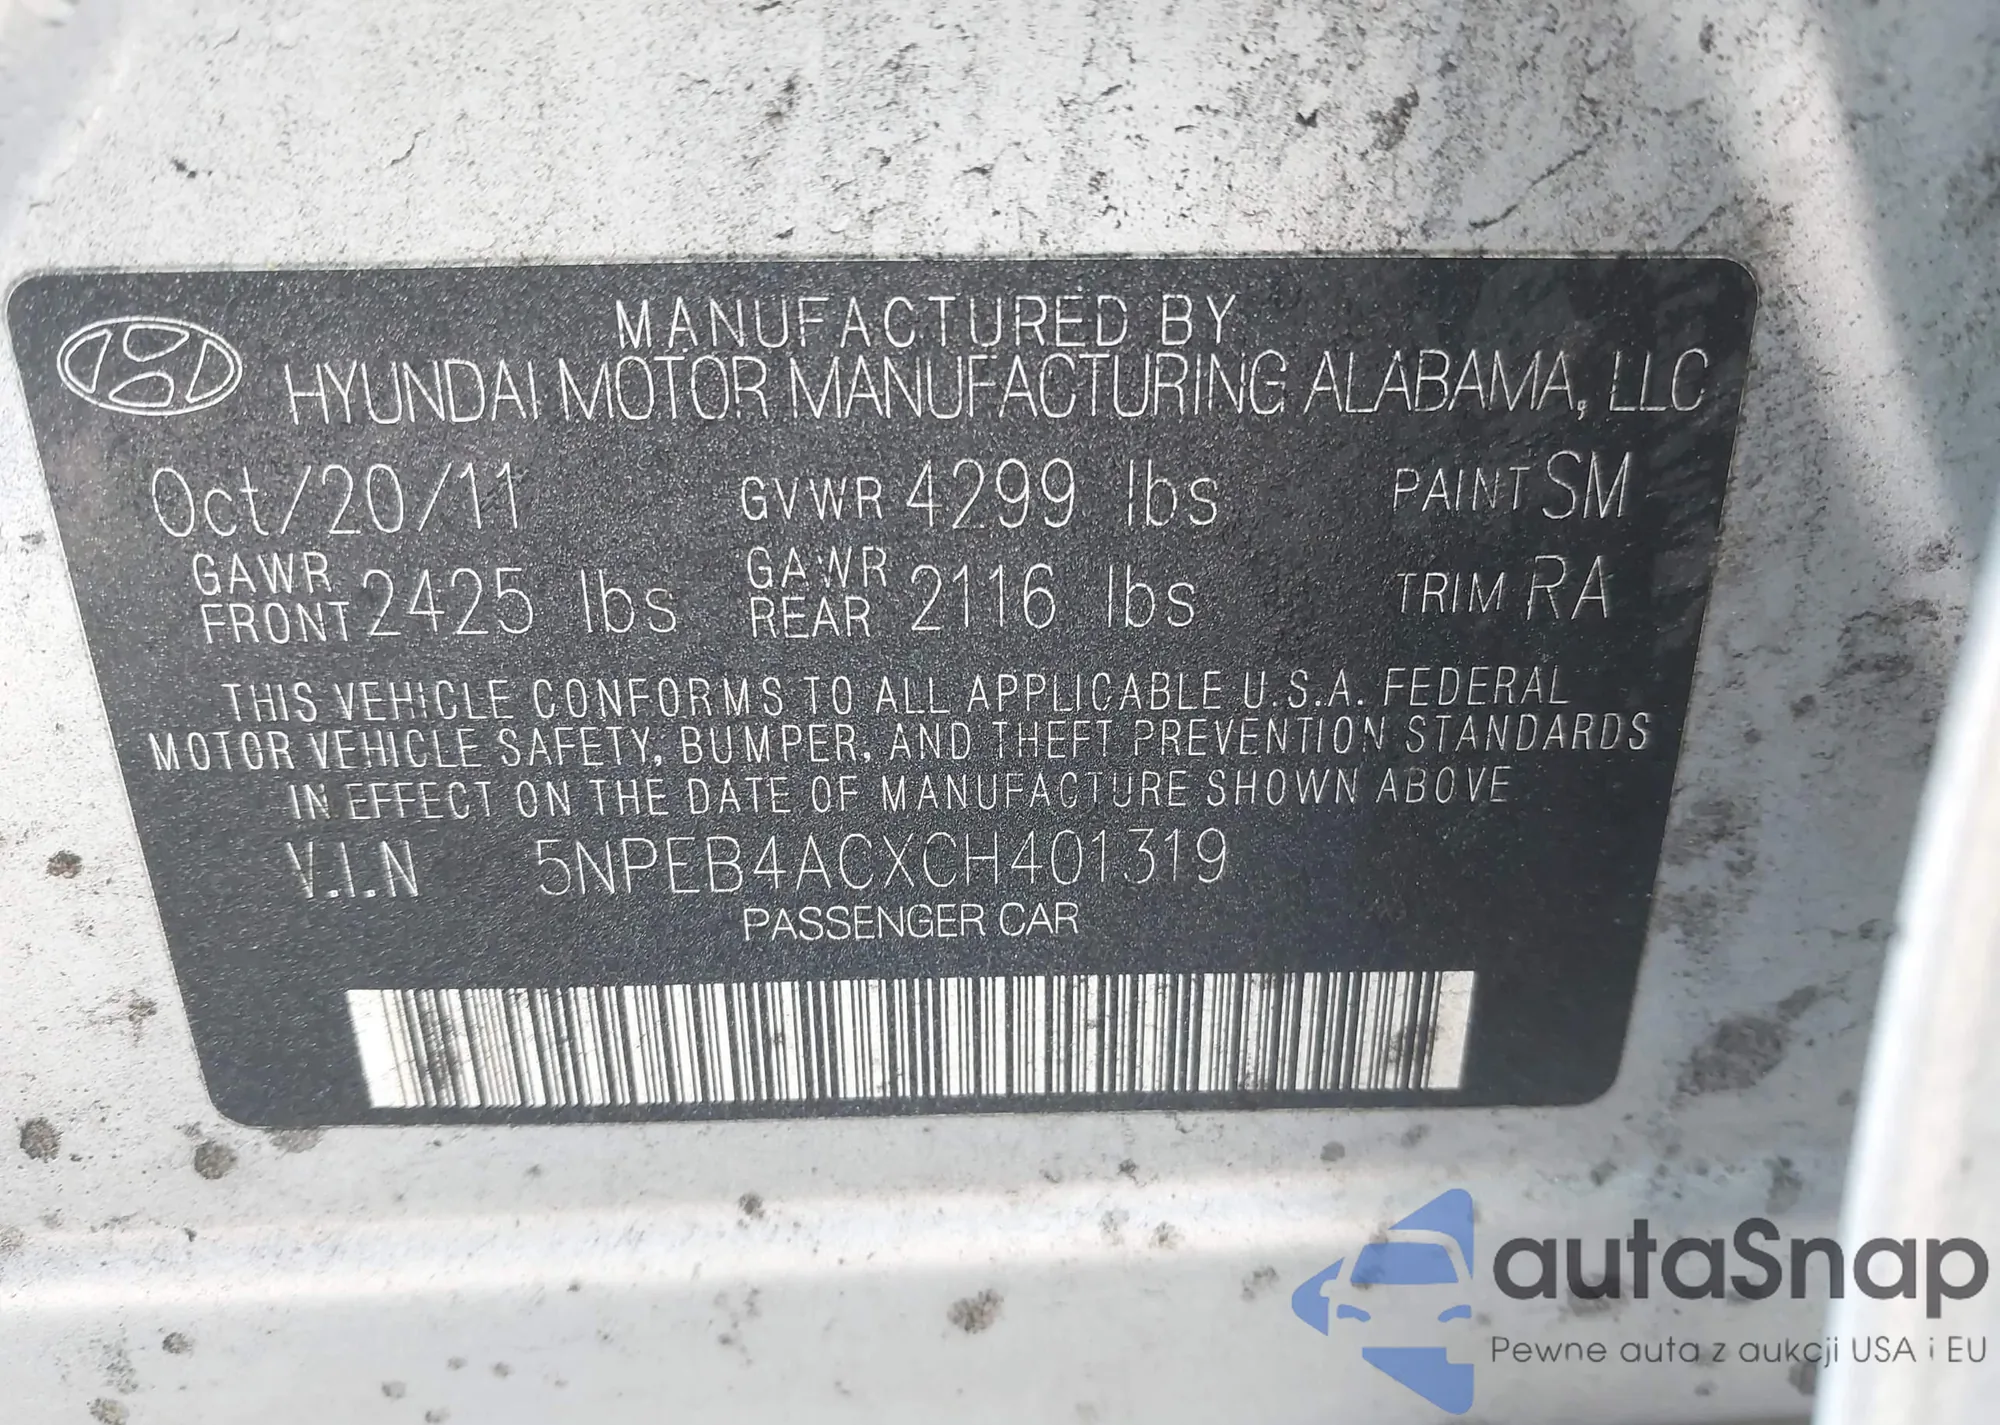 MANUFACTURED BY
HYUNDAI MOTOR MANUFACTURING ALABAMA, LLC
Oct/20/11 GVWR 4299 lbs PAINT SM
GAWR FRONT 2425 lbs GAWR REAR 2116 lbs TRIM RA
THIS VEHICLE CONFORMS TO ALL APPLICABLE U.S.A. FEDERAL
MOTOR VEHICLE SAFETY, BUMPER, AND THEFT PREVENTION STANDARDS
IN EFFECT ON THE DATE OF MANUFACTURE SHOWN ABOVE
V.I.N 5NPEB4ACXCH401319
PASSENGER CAR
autaSnap
Pewne auta z aukcji USA i EU